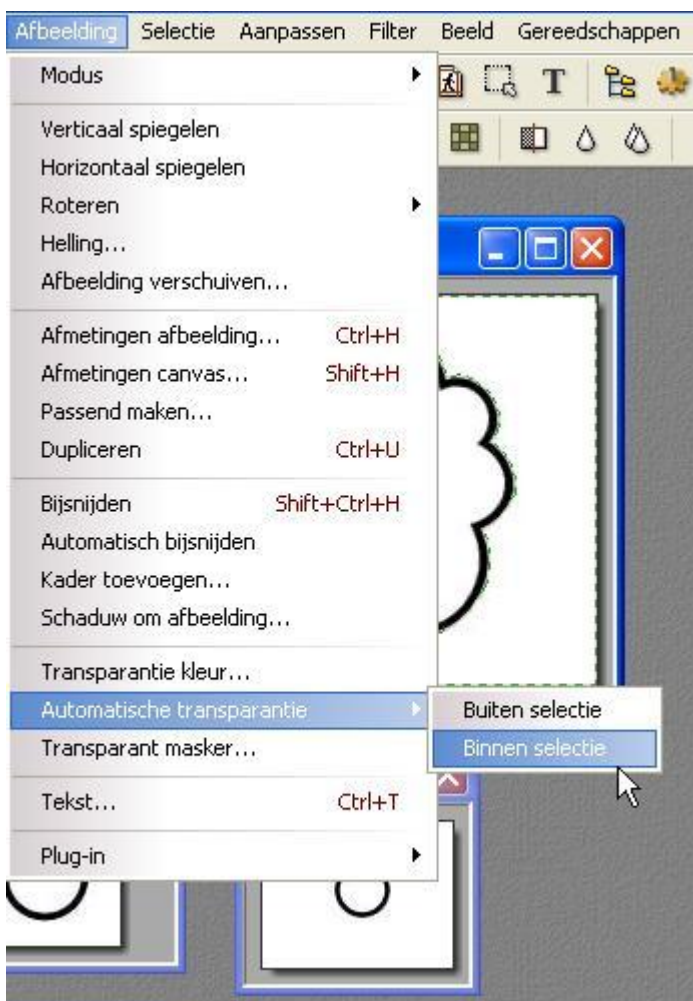 Afbeelding Selectie Aanpassen Filter Beeld Gereedschappen
Modus
T
Verticaal spiegelen
Horizontaal spiegelen
Roteren
Helling...
Afbeelding verschuiven...
Afmetingen afbeelding... Ctrl+H
Afmetingen canvas... Shift+H
Passend maken...
Dupliceren Ctrl+U
Bijsnijden Shift+Ctrl+H
Automatisch bijsnijden
Kader toevoegen...
Schaduw om afbeelding...
Transparantie kleur...
Automatische transparantie
Buiten selectie
Binnen selectie
Transparant masker...
Tekst... Ctrl+T
Plug-in